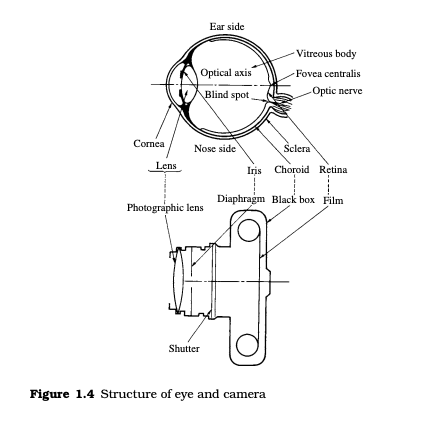 Ear side
Vitreous body
Optical axis
Fovea centralis
Blind spot
Optic nerve
Cornea
Nose side
Sclera
Lens
Iris
Choroid
Retina
Photographic lens
Diaphragm
Black box
Film
Shutter
Figure 1.4 Structure of eye and camera